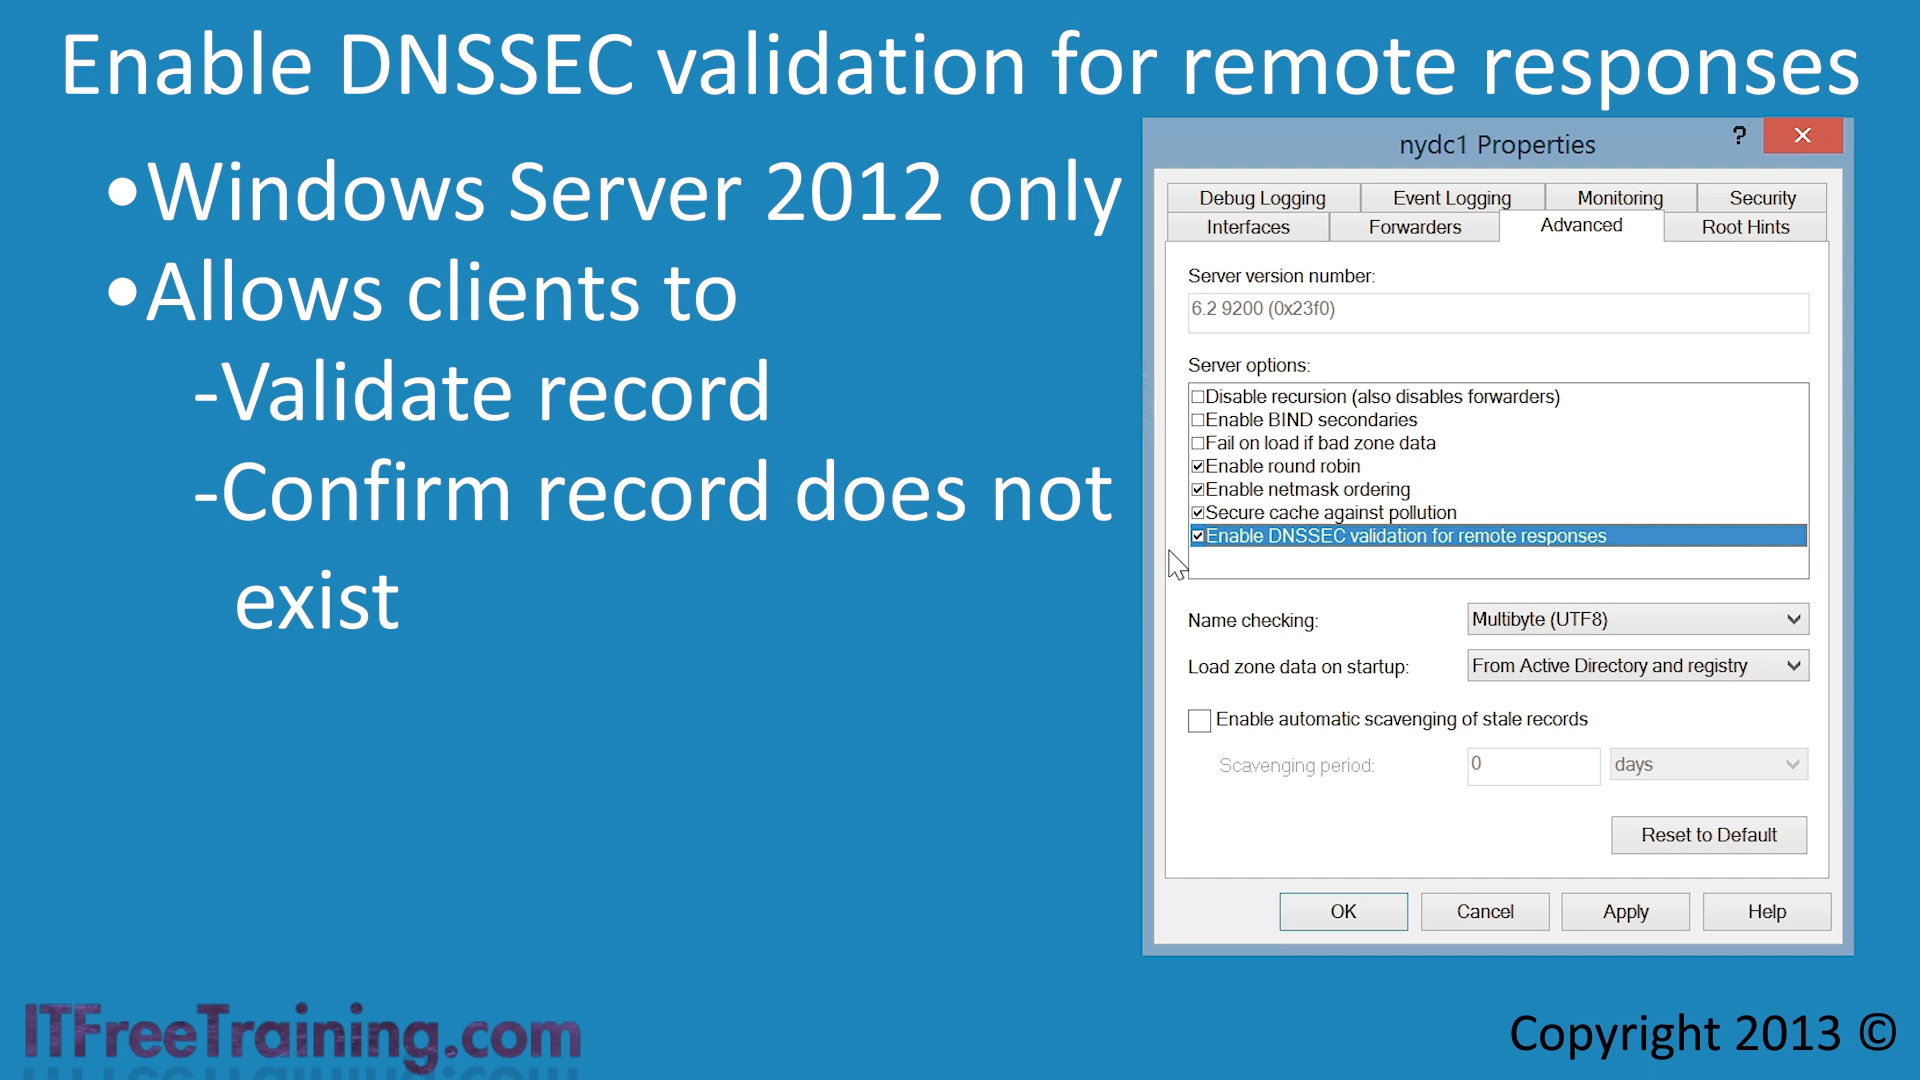 Enable DNSSEC validation for remote responses
•Windows Server 2012 only
•Allows clients to
-Validate record
-Confirm record does not
exist
nydc1 Properties
?
Debug Logging Event Logging Monitoring Security
Interfaces Forwarders Advanced Root Hints
Server version number:
6.2 9200 (0x23f0)
Server options:
Disable recursion (also disables forwarders)
Enable BIND secondaries
Fail on load if bad zone data
Enable round robin
Enable netmask ordering
Secure cache against pollution
Enable DNSSEC validation for remote responses
Name checking: Multibyte (UTF8)
Load zone data on startup: From Active Directory and registry
Enable automatic scavenging of stale records
Scavenging period: 0 days
Reset to Default
OK Cancel Apply Help
ITFreeTraining.com
Copyright 2013 ©